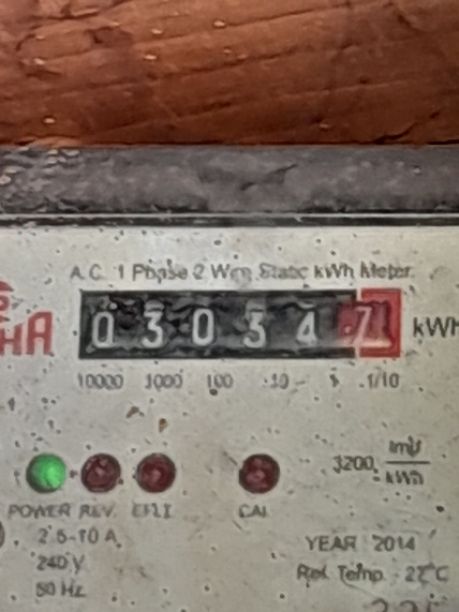 A.C. 1 Phase 2 Wire Static kWh Meter
HA
0 3 0 3 4 7 kWh
10000 1000 100 10 1 1/10
3200 imp/kWh
POWER REV. E.F.L.T CAL
2.5-10 A
240 V
50 Hz
YEAR 2014
Ref. Temp. 27°C